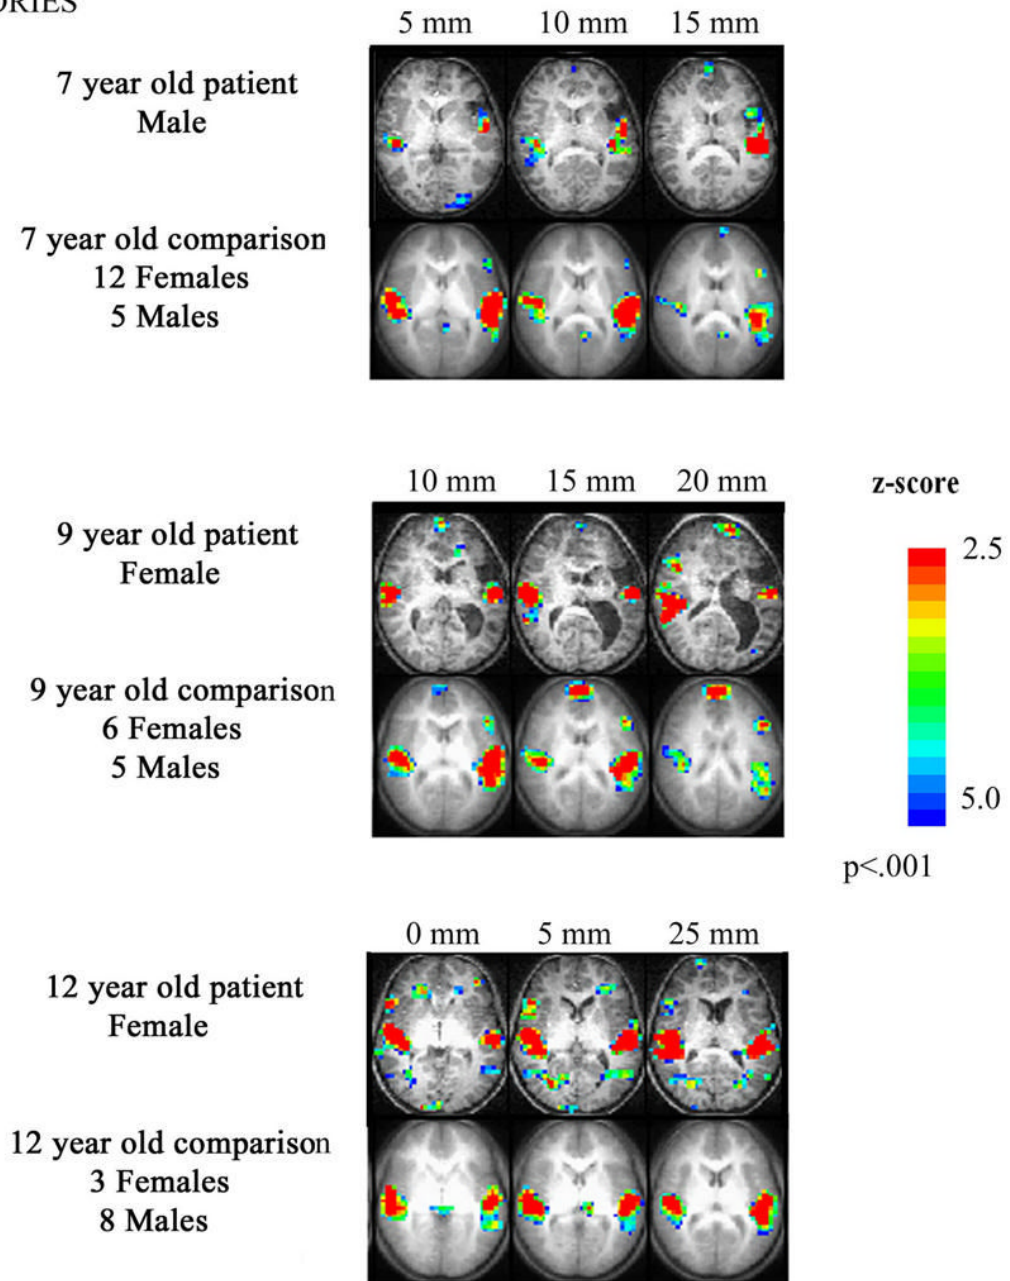 5 mm 10 mm 15 mm
7 year old patient
Male
7 year old comparison
12 Females
5 Males
10 mm 15 mm 20 mm
z-score
9 year old patient
Female
2.5
9 year old comparison
6 Females
5 Males
5.0
p<.001
0 mm 5 mm 25 mm
12 year old patient
Female
12 year old comparison
3 Females
8 Males